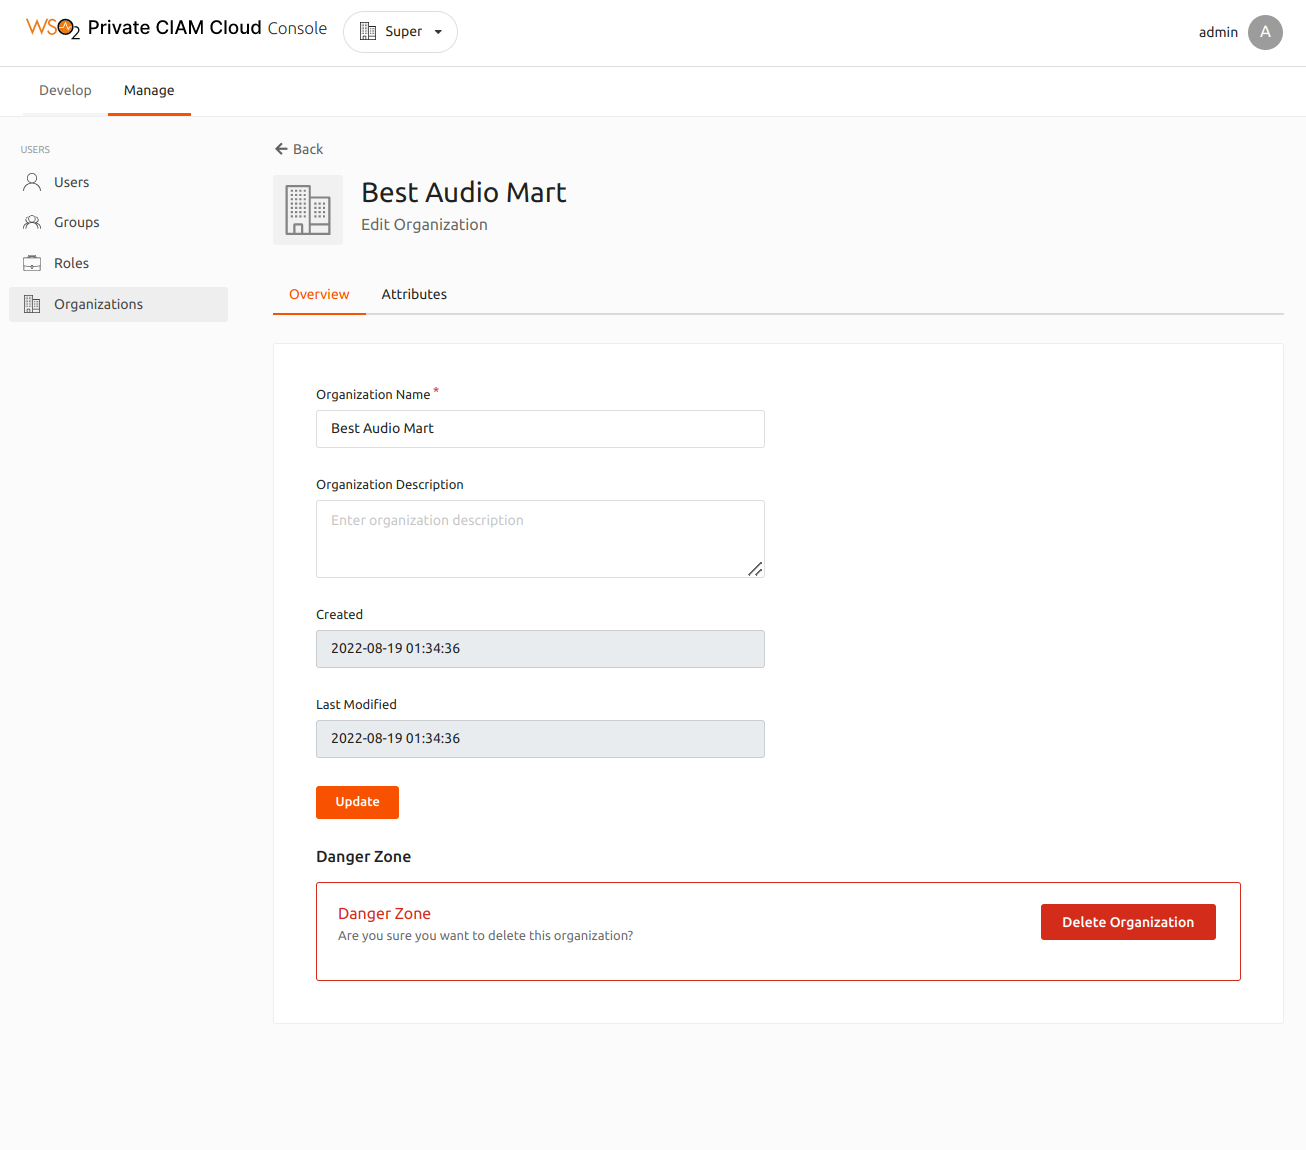 WSO2 Private CIAM Cloud Console Super admin A
Develop Manage
USERS
Users
Groups
Roles
Organizations
Back
Best Audio Mart
Edit Organization
Overview Attributes
Organization Name *
Best Audio Mart
Organization Description
Enter organization description
Created
2022-08-19 01:34:36
Last Modified
2022-08-19 01:34:36
Update
Danger Zone
Danger Zone
Are you sure you want to delete this organization?
Delete Organization